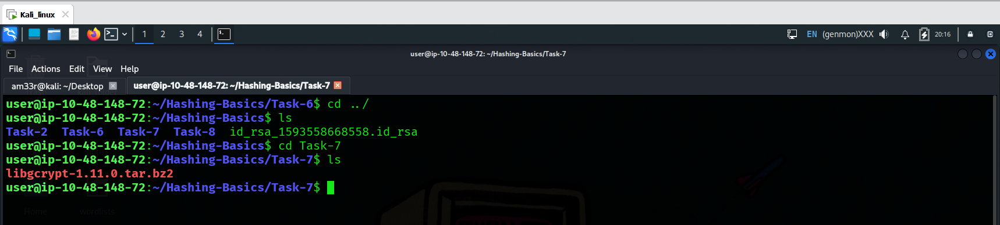 Kali_linux
1 2 3 4 EN (genmon)XXX 20:16
user@ip-10-48-148-72: ~/Hashing-Basics/Task-7
File Actions Edit View Help
am33r@kali: ~/Desktop user@ip-10-48-148-72: ~/Hashing-Basics/Task-7
user@ip-10-48-148-72:~/Hashing-Basics/Task-6$ cd ../
user@ip-10-48-148-72:~/Hashing-Basics$ ls
Task-2 Task-6 Task-7 Task-8 id_rsa_1593558668558.id_rsa
user@ip-10-48-148-72:~/Hashing-Basics$ cd Task-7
user@ip-10-48-148-72:~/Hashing-Basics/Task-7$ ls
libgcrypt-1.11.0.tar.bz2
user@ip-10-48-148-72:~/Hashing-Basics/Task-7$
Home wordlists